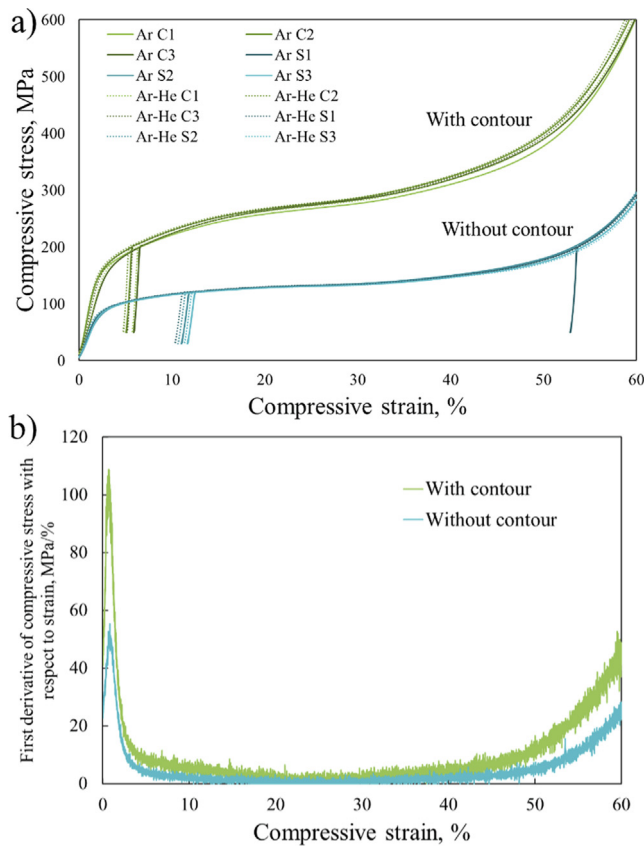 a)
600
500
400
300
200
100
0
Compressive stress, MPa
Ar C1
Ar C2
Ar C3
Ar S1
Ar S2
Ar S3
Ar-He C1
Ar-He C2
Ar-He C3
Ar-He S1
Ar-He S2
Ar-He S3
With contour
Without contour
0 10 20 30 40 50 60
Compressive strain, %
b)
120
100
80
60
40
20
0
First derivative of compressive stress with
respect to strain, MPa/%
With contour
Without contour
0 10 20 30 40 50 60
Compressive strain, %